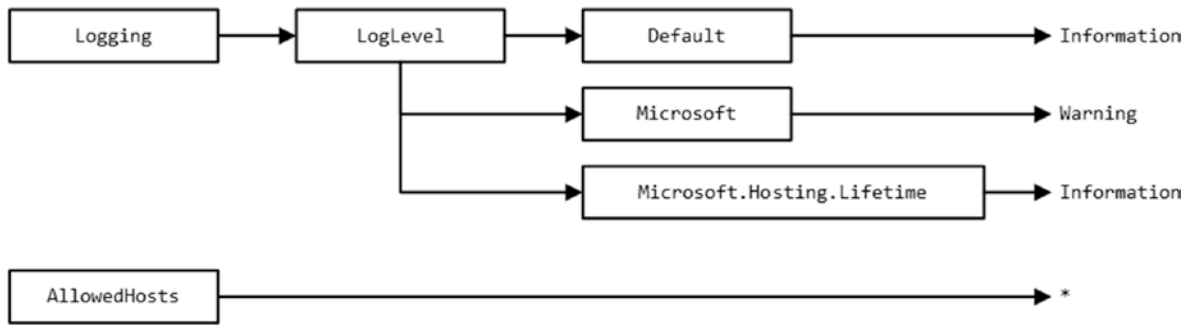 Logging LogLevel Default Information
Microsoft Warning
Microsoft.Hosting.Lifetime Information
AllowedHosts *